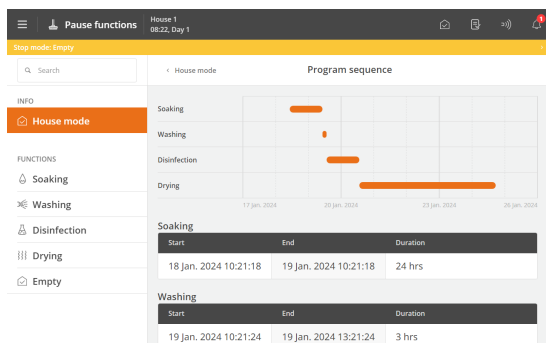 Pause functions
House 1
08:22, Day 1
1
Stop mode: Empty
Search
INFO
House mode
FUNCTIONS
Soaking
Washing
Disinfection
Drying
Empty
House mode
Program sequence
Soaking
Washing
Disinfection
Drying
17 Jan. 2024 20 Jan. 2024 23 Jan. 2024 26 Jan. 2024
Soaking
Start End Duration
18 Jan. 2024 10:21:18 19 Jan. 2024 10:21:18 24 hrs
Washing
Start End Duration
19 Jan. 2024 10:21:24 19 Jan. 2024 13:21:24 3 hrs